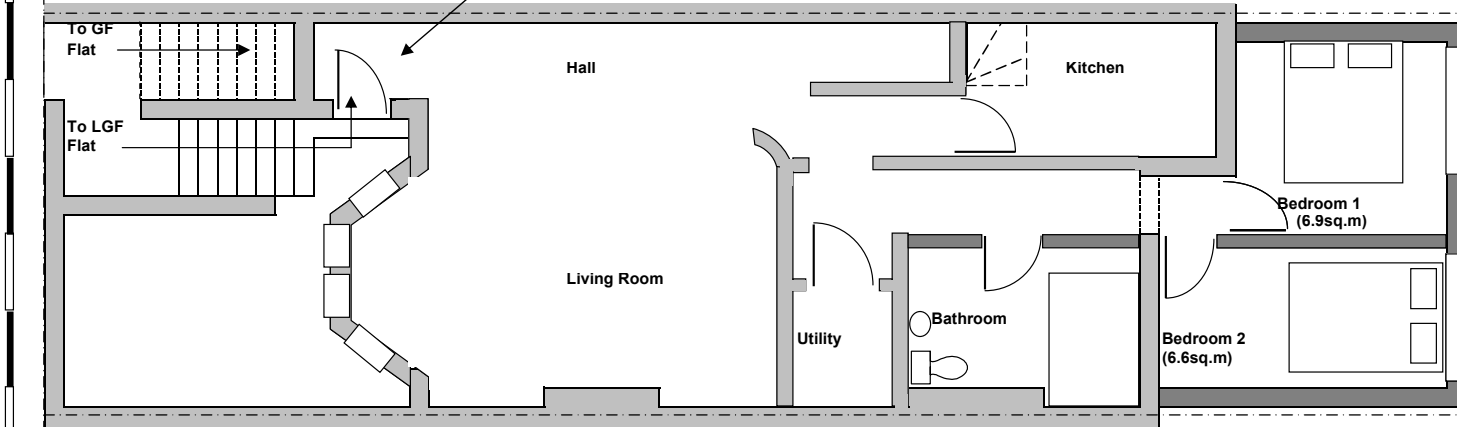 To GF
Flat
Hall
Kitchen
To LGF
Flat
Bedroom 1
(6.9sq.m)
Living Room
Bathroom
Utility
Bedroom 2
(6.6sq.m)